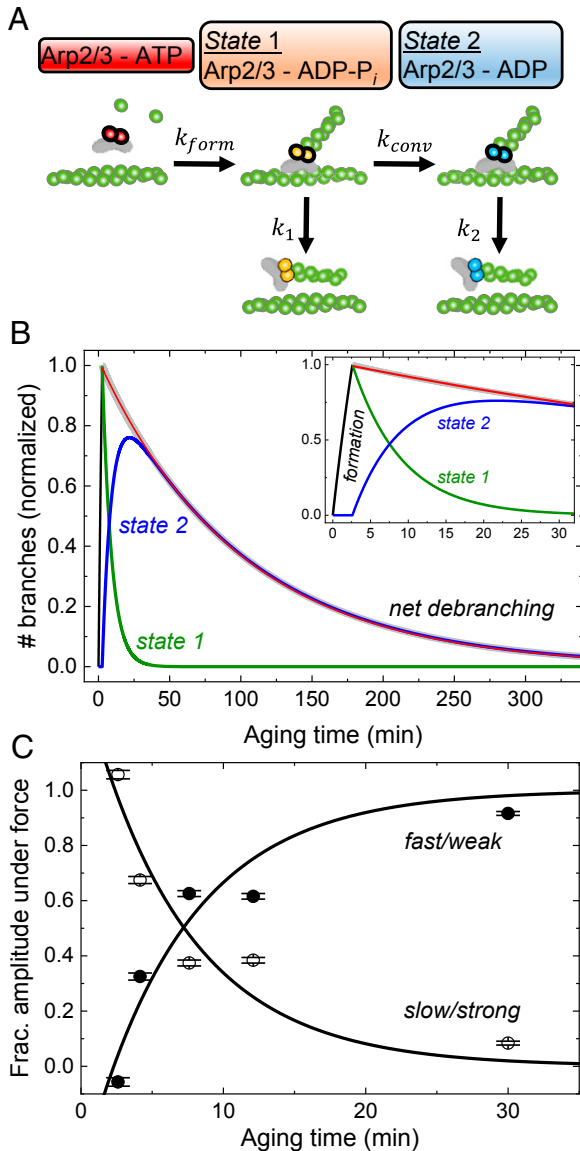 A
Arp2/3 - ATP
State 1
Arp2/3 - ADP-Pi
State 2
Arp2/3 - ADP
kform
kconv
k1
k2
B
# branches (normalized)
1.0
0.8
0.6
0.4
0.2
0.0
state 2
state 1
net debranching
0 50 100 150 200 250 300
Aging time (min)
1.0
0.5
0.0
formation
state 2
state 1
0 5 10 15 20 25 30
C
Frac. amplitude under force
1.0
0.8
0.6
0.4
0.2
0.0
fast/weak
slow/strong
0 10 20 30
Aging time (min)